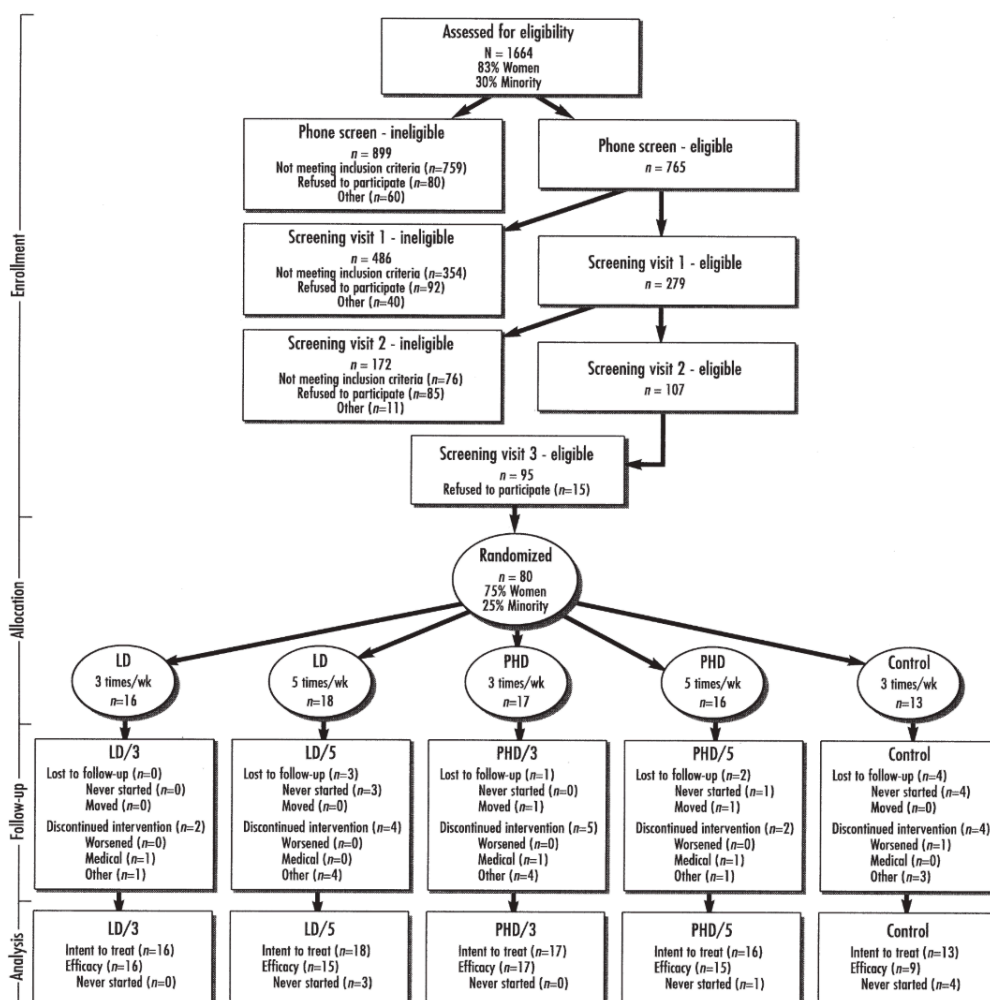 Assessed for eligibility
N = 1664
83% Women
30% Minority
Phone screen - ineligible
n = 899
Not meeting inclusion criteria (n=759)
Refused to participate (n=80)
Other (n=60)
Phone screen - eligible
n = 765
Screening visit 1 - ineligible
n = 486
Not meeting inclusion criteria (n=354)
Refused to participate (n=92)
Other (n=40)
Screening visit 1 - eligible
n = 279
Screening visit 2 - ineligible
n = 172
Not meeting inclusion criteria (n=76)
Refused to participate (n=85)
Other (n=11)
Screening visit 2 - eligible
n = 107
Screening visit 3 - eligible
n = 95
Refused to participate (n=15)
Enrollment
Randomized
n = 80
75% Women
25% Minority
Allocation
LD
3 times/wk
n=16
LD
5 times/wk
n=18
PHD
3 times/wk
n=17
PHD
5 times/wk
n=16
Control
3 times/wk
n=13
Follow-up
LD/3
Lost to follow-up (n=0)
Never started (n=0)
Moved (n=0)
Discontinued intervention (n=2)
Worsened (n=0)
Medical (n=1)
Other (n=1)
LD/5
Lost to follow-up (n=3)
Never started (n=3)
Moved (n=0)
Discontinued intervention (n=4)
Worsened (n=0)
Medical (n=0)
Other (n=4)
PHD/3
Lost to follow-up (n=1)
Never started (n=0)
Moved (n=1)
Discontinued intervention (n=5)
Worsened (n=0)
Medical (n=1)
Other (n=4)
PHD/5
Lost to follow-up (n=2)
Never started (n=1)
Moved (n=1)
Discontinued intervention (n=2)
Worsened (n=0)
Medical (n=1)
Other (n=1)
Control
Lost to follow-up (n=4)
Never started (n=4)
Moved (n=0)
Discontinued intervention (n=4)
Worsened (n=1)
Medical (n=0)
Other (n=3)
Analysis
LD/3
Intent to treat (n=16)
Efficacy (n=16)
Never started (n=0)
LD/5
Intent to treat (n=18)
Efficacy (n=15)
Never started (n=3)
PHD/3
Intent to treat (n=17)
Efficacy (n=17)
Never started (n=0)
PHD/5
Intent to treat (n=16)
Efficacy (n=15)
Never started (n=1)
Control
Intent to treat (n=13)
Efficacy (n=9)
Never started (n=4)